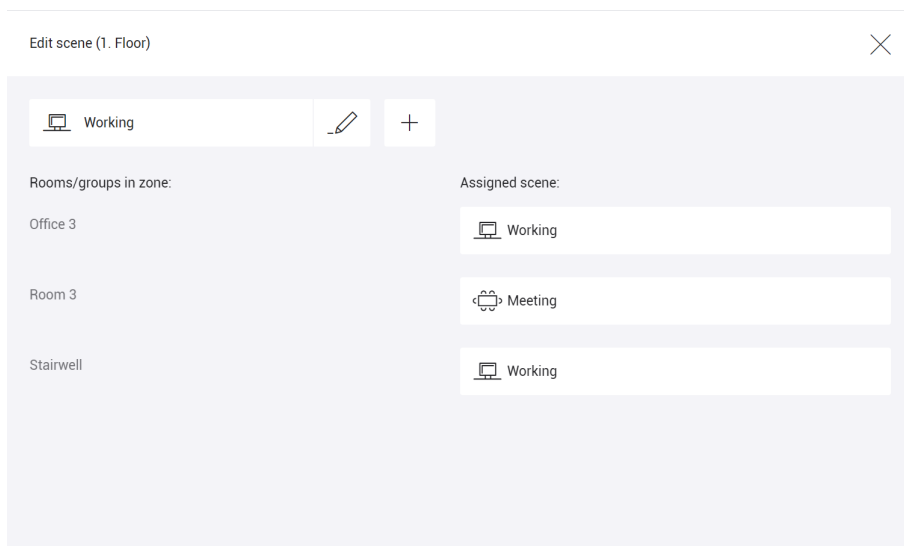 Edit scene (1. Floor)
Working
Rooms/groups in zone:
Assigned scene:
Office 3
Working
Room 3
Meeting
Stairwell
Working